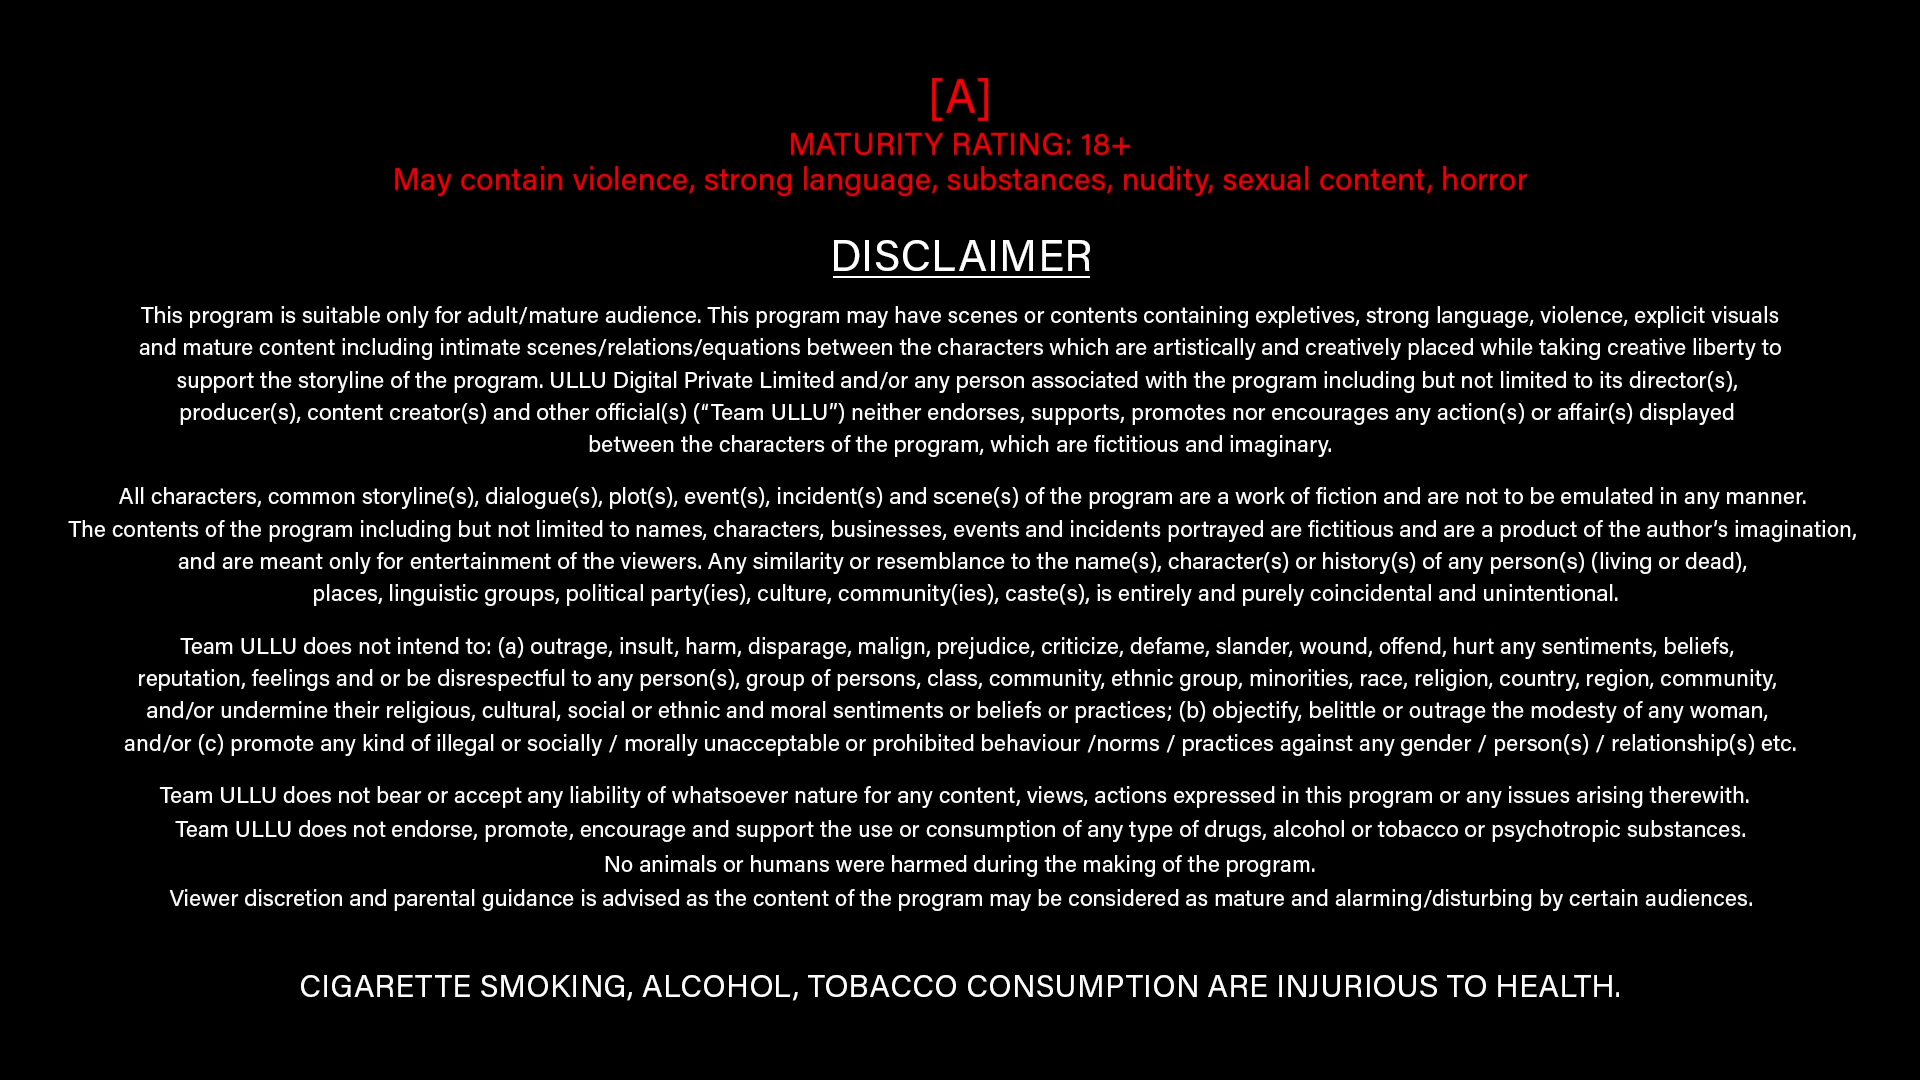 [A]
MATURITY RATING: 18+
May contain violence, strong language, substances, nudity, sexual content, horror
DISCLAIMER
This program is suitable only for adult/mature audience. This program may have scenes or contents containing expletives, strong language, violence, explicit visuals
and mature content including intimate scenes/relations/equations between the characters which are artistically and creatively placed while taking creative liberty to
support the storyline of the program. ULLU Digital Private Limited and/or any person associated with the program including but not limited to its director(s),
producer(s), content creator(s) and other official(s) (“Team ULLU”) neither endorses, supports, promotes nor encourages any action(s) or affair(s) displayed
between the characters of the program, which are fictitious and imaginary.
All characters, common storyline(s), dialogue(s), plot(s), event(s), incident(s) and scene(s) of the program are a work of fiction and are not to be emulated in any manner.
The contents of the program including but not limited to names, characters, businesses, events and incidents portrayed are fictitious and are a product of the author’s imagination,
and are meant only for entertainment of the viewers. Any similarity or resemblance to the name(s), character(s) or history(s) of any person(s) (living or dead),
places, linguistic groups, political party(ies), culture, community(ies), caste(s), is entirely and purely coincidental and unintentional.
Team ULLU does not intend to: (a) outrage, insult, harm, disparage, malign, prejudice, criticize, defame, slander, wound, offend, hurt any sentiments, beliefs,
reputation, feelings and or be disrespectful to any person(s), group of persons, class, community, ethnic group, minorities, race, religion, country, region, community,
and/or undermine their religious, cultural, social or ethnic and moral sentiments or beliefs or practices; (b) objectify, belittle or outrage the modesty of any woman,
and/or (c) promote any kind of illegal or socially / morally unacceptable or prohibited behaviour /norms / practices against any gender / person(s) / relationship(s) etc.
Team ULLU does not bear or accept any liability of whatsoever nature for any content, views, actions expressed in this program or any issues arising therewith.
Team ULLU does not endorse, promote, encourage and support the use or consumption of any type of drugs, alcohol or tobacco or psychotropic substances.
No animals or humans were harmed during the making of the program.
Viewer discretion and parental guidance is advised as the content of the program may be considered as mature and alarming/disturbing by certain audiences.
CIGARETTE SMOKING, ALCOHOL, TOBACCO CONSUMPTION ARE INJURIOUS TO HEALTH.